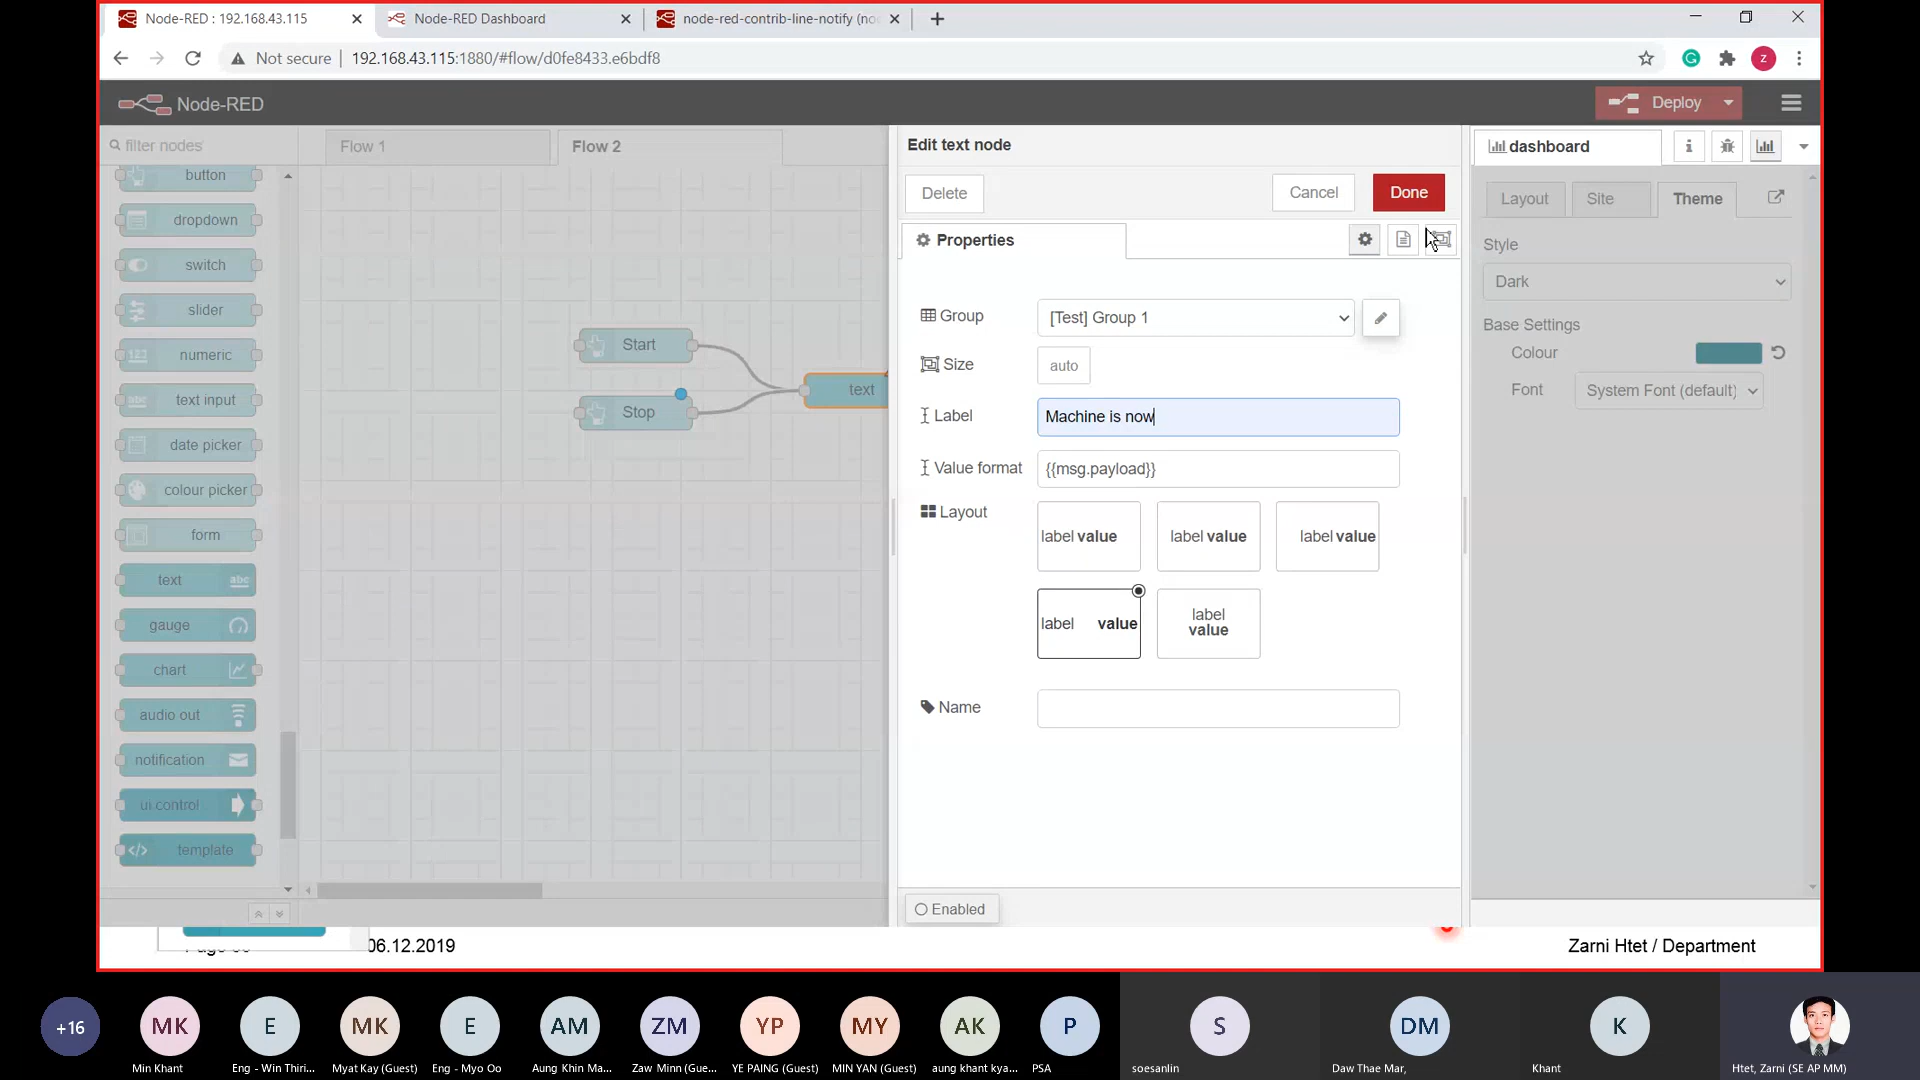 Node-RED : 192.168.43.115
Node-RED Dashboard
node-red-contrib-line-notify (no
Not secure
192.168.43.115:1880/#flow/d0fe8433.e6bdf8
Z
Node-RED
Deploy
filter nodes
button
dropdown
switch
slider
numeric
text input
date picker
colour picker
form
text
gauge
chart
audio out
notification
ui control
template
Flow 1
Flow 2
Start
Stop
text
Edit text node
Delete
Cancel
Done
Properties
Group
[Test] Group 1
Size
auto
Label
Machine is now
Value format
{{msg.payload}}
Layout
label value
label value
label value
label value
label
value
Name
Enabled
dashboard
Layout
Site
Theme
Style
Dark
Base Settings
Colour
Font
System Font (default)
06.12.2019
Zarni Htet / Department
+16
MK
Min Khant
E
Eng - Win Thiri...
MK
Myat Kay (Guest)
E
Eng - Myo Oo
AM
Aung Khin Ma...
ZM
Zaw Minn (Gue...
YP
YE PAING (Guest)
MY
MIN YAN (Guest)
AK
aung khant kya...
P
PSA
S
soesanlin
DM
Daw Thae Mar,
K
Khant
Htet, Zarni (SE AP MM)